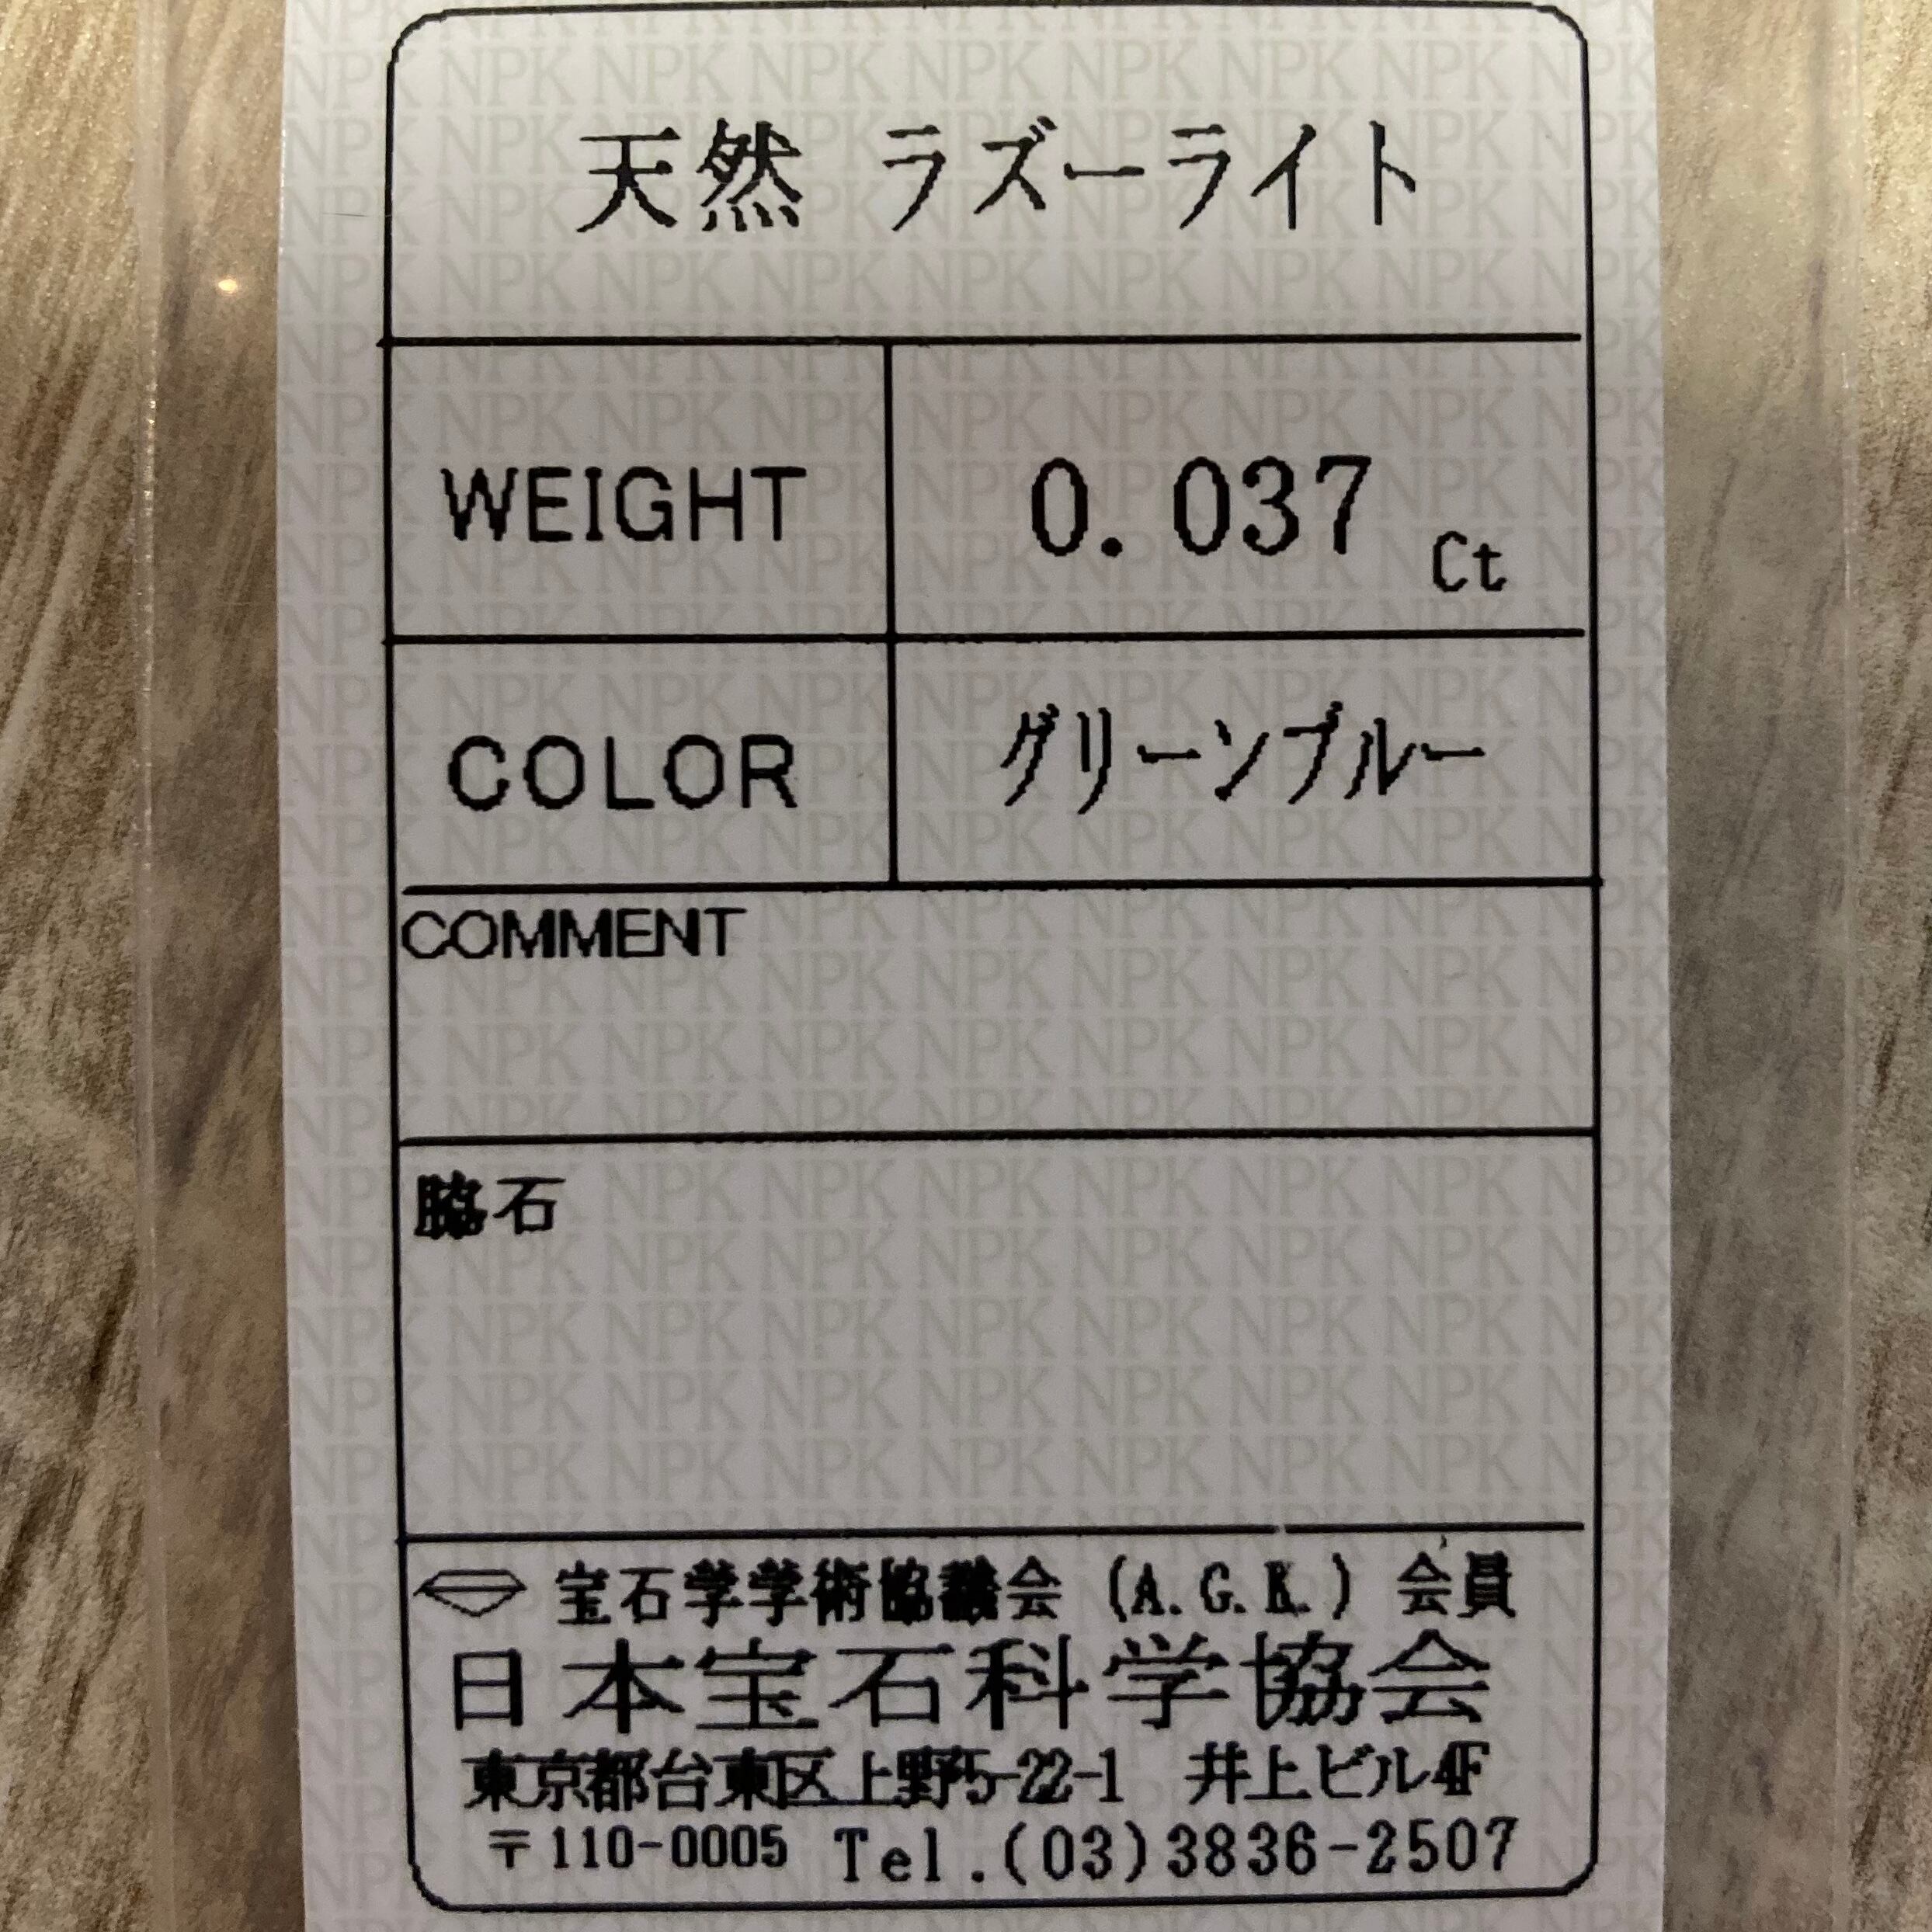 天然 ラズーライト
WEIGHT 0.037 Ct
COLOR グリーンブルー
COMMENT
脇石
宝石学学術協議会 (A.G.K.) 会員
日本宝石科学協会
東京都台東区上野5-22-1 井上ビル4F
〒110-0005 Tel.(03)3836-2507